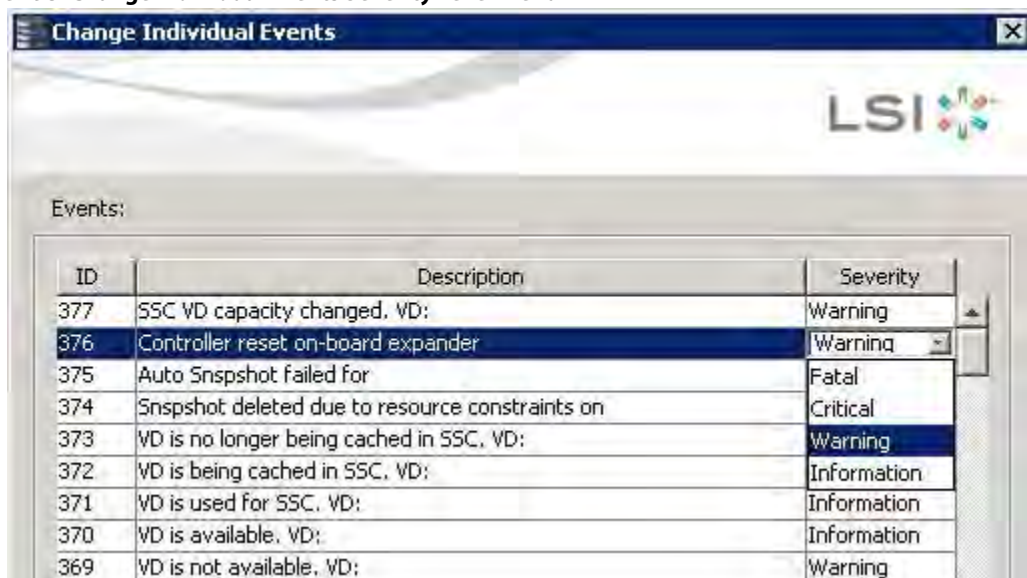 Change Individual Events
LSI
Events:
ID Description Severity
377 SSC VD capacity changed. VD: Warning
376 Controller reset on-board expander Warning
375 Auto Snspshot failed for Fatal
374 Snspshot deleted due to resource constraints on Critical
373 VD is no longer being cached in SSC. VD: Warning
372 VD is being cached in SSC. VD: Information
371 VD is used for SSC. VD: Information
370 VD is available. VD: Information
369 VD is not available. VD: Warning